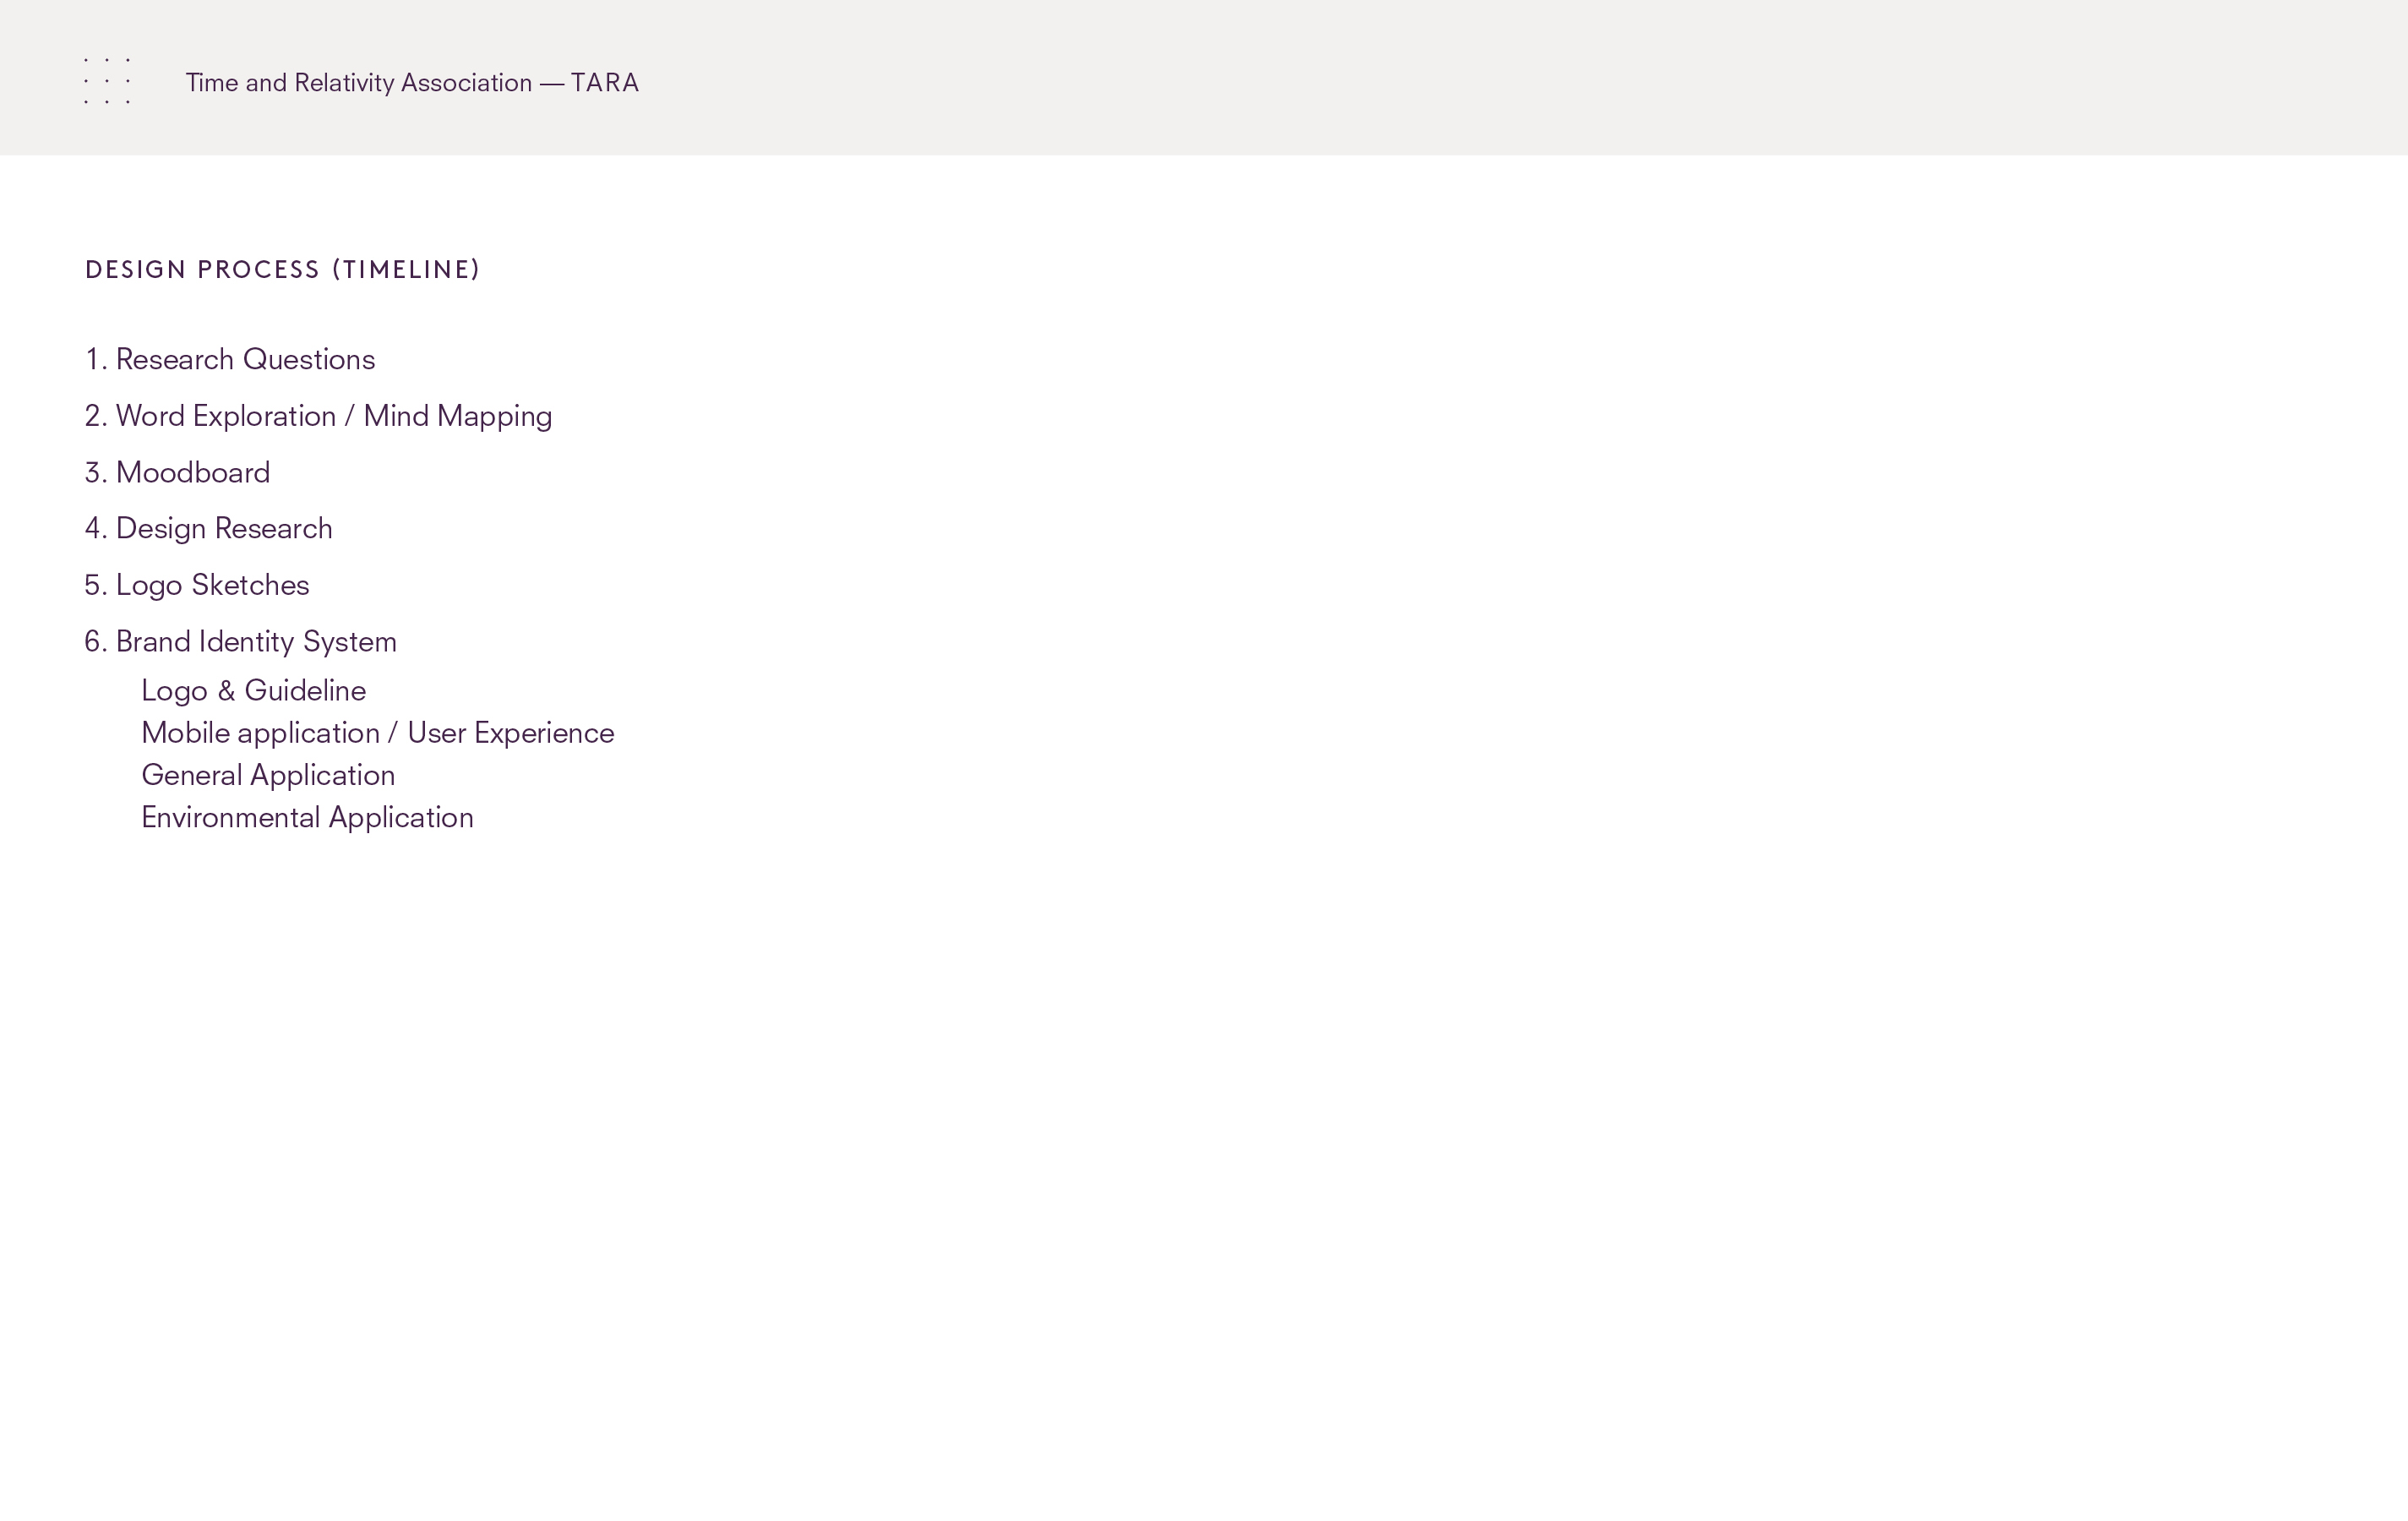 Time and Relativity Association — TARA
DESIGN PROCESS (TIMELINE)
1. Research Questions
2. Word Exploration / Mind Mapping
3. Moodboard
4. Design Research
5. Logo Sketches
6. Brand Identity System
Logo & Guideline
Mobile application / User Experience
General Application
Environmental Application